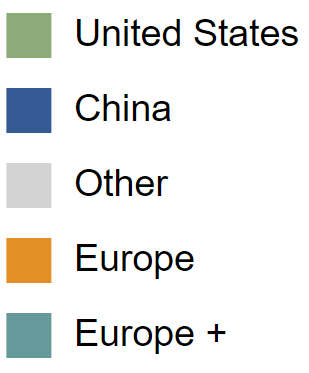 United States
China
Other
Europe
Europe +